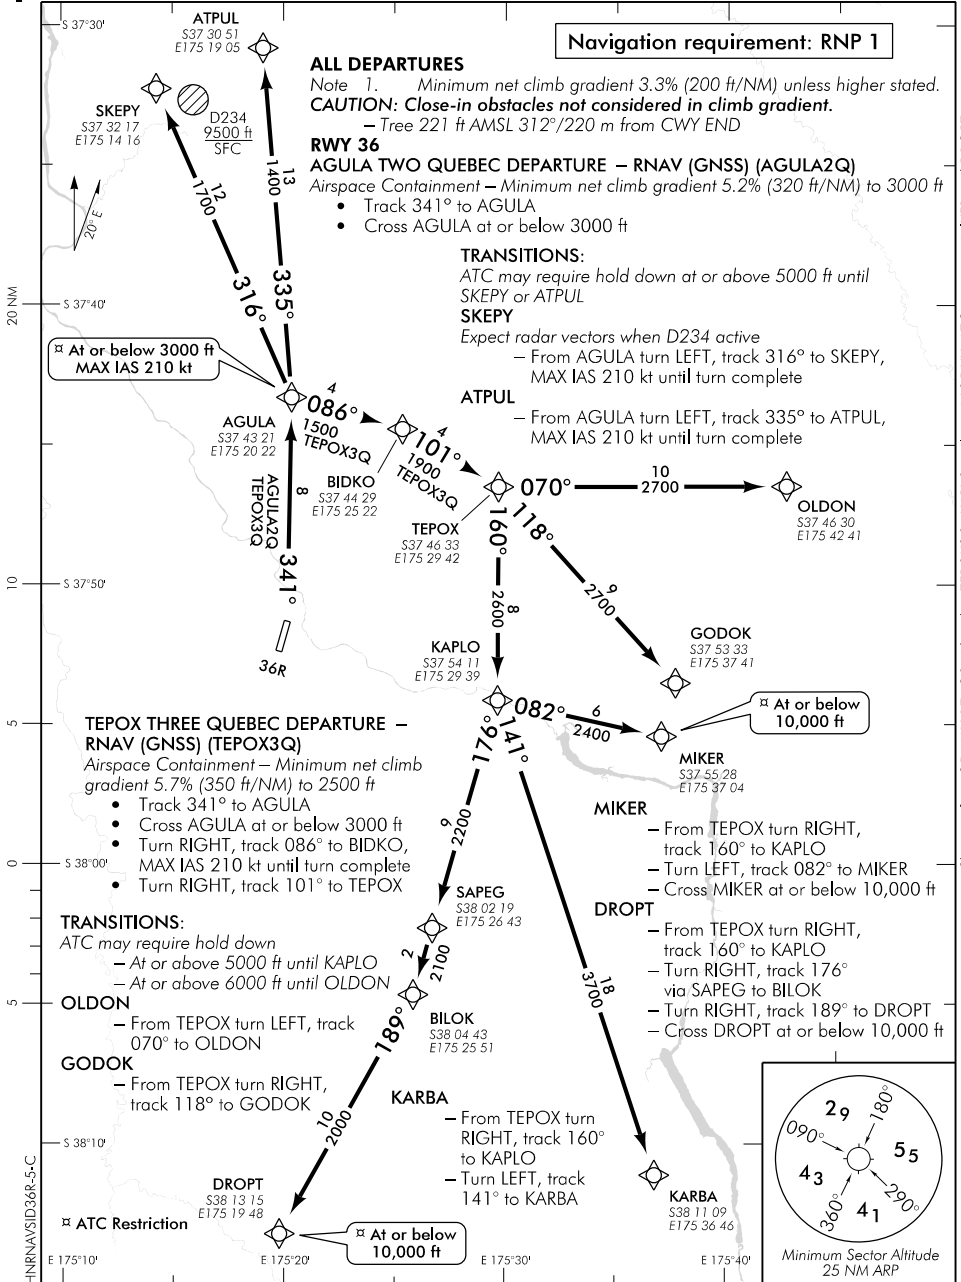 S 37°30'
ATPUL
S37 30 51
E175 19 05
Navigation requirement: RNP 1
SKEPY
S37 32 17
E175 14 16
D234
9500 ft
SFC
ALL DEPARTURES
Note 1. Minimum net climb gradient 3.3% (200 ft/NM) unless higher stated.
CAUTION: Close-in obstacles not considered in climb gradient.
– Tree 221 ft AMSL 312°/220 m from CWY END
RWY 36
AGULA TWO QUEBEC DEPARTURE – RNAV (GNSS) (AGULA2Q)
Airspace Containment – Minimum net climb gradient 5.2% (320 ft/NM) to 3000 ft
• Track 341° to AGULA
• Cross AGULA at or below 3000 ft
TRANSITIONS:
ATC may require hold down at or above 5000 ft until
SKEPY or ATPUL
SKEPY
Expect radar vectors when D234 active
– From AGULA turn LEFT, track 316° to SKEPY,
MAX IAS 210 kt until turn complete
ATPUL
– From AGULA turn LEFT, track 335° to ATPUL,
MAX IAS 210 kt until turn complete
20° E
12
1700
316°
13
1400
335°
20 NM
S 37°40'
¤ At or below 3000 ft
MAX IAS 210 kt
AGULA
S37 43 21
E175 20 22
4
086°
1500
TEPOX3Q
BIDKO
S37 44 29
E175 25 22
4
101°
1900
TEPOX3Q
TEPOX
S37 46 33
E175 29 42
070°
10
2700
OLDON
S37 46 30
E175 42 41
8
AGULA2Q
TEPOX3Q
341°
36R
10
S 37°50'
160°
8
2600
118°
9
2700
KAPLO
S37 54 11
E175 29 39
GODOK
S37 53 33
E175 37 41
082°
6
2400
¤ At or below
10,000 ft
MIKER
S37 55 28
E175 37 04
5
176°
9
2200
141°
18
3700
TEPOX THREE QUEBEC DEPARTURE –
RNAV (GNSS) (TEPOX3Q)
Airspace Containment – Minimum net climb
gradient 5.7% (350 ft/NM) to 2500 ft
• Track 341° to AGULA
• Cross AGULA at or below 3000 ft
• Turn RIGHT, track 086° to BIDKO,
MAX IAS 210 kt until turn complete
• Turn RIGHT, track 101° to TEPOX
0
S 38°00'
TRANSITIONS:
ATC may require hold down
– At or above 5000 ft until KAPLO
– At or above 6000 ft until OLDON
OLDON
– From TEPOX turn LEFT, track
070° to OLDON
GODOK
– From TEPOX turn RIGHT,
track 118° to GODOK
SAPEG
S38 02 19
E175 26 43
2
2100
BILOK
S38 04 43
E175 25 51
189°
10
2000
5
MIKER
– From TEPOX turn RIGHT,
track 160° to KAPLO
– Turn LEFT, track 082° to MIKER
– Cross MIKER at or below 10,000 ft
DROPT
– From TEPOX turn RIGHT,
track 160° to KAPLO
– Turn RIGHT, track 176°
via SAPEG to BILOK
– Turn RIGHT, track 189° to DROPT
– Cross DROPT at or below 10,000 ft
KARBA
– From TEPOX turn
RIGHT, track 160°
to KAPLO
– Turn LEFT, track
141° to KARBA
S 38°10'
DROPT
S38 13 15
E175 19 48
¤ At or below
10,000 ft
KARBA
S38 11 09
E175 36 46
¤ ATC Restriction
HNRNAVSID36R-5-C
E 175°10'
E 175°20'
E 175°30'
E 175°40'
29
180°
090°
55
43
290°
360°
41
Minimum Sector Altitude
25 NM ARP